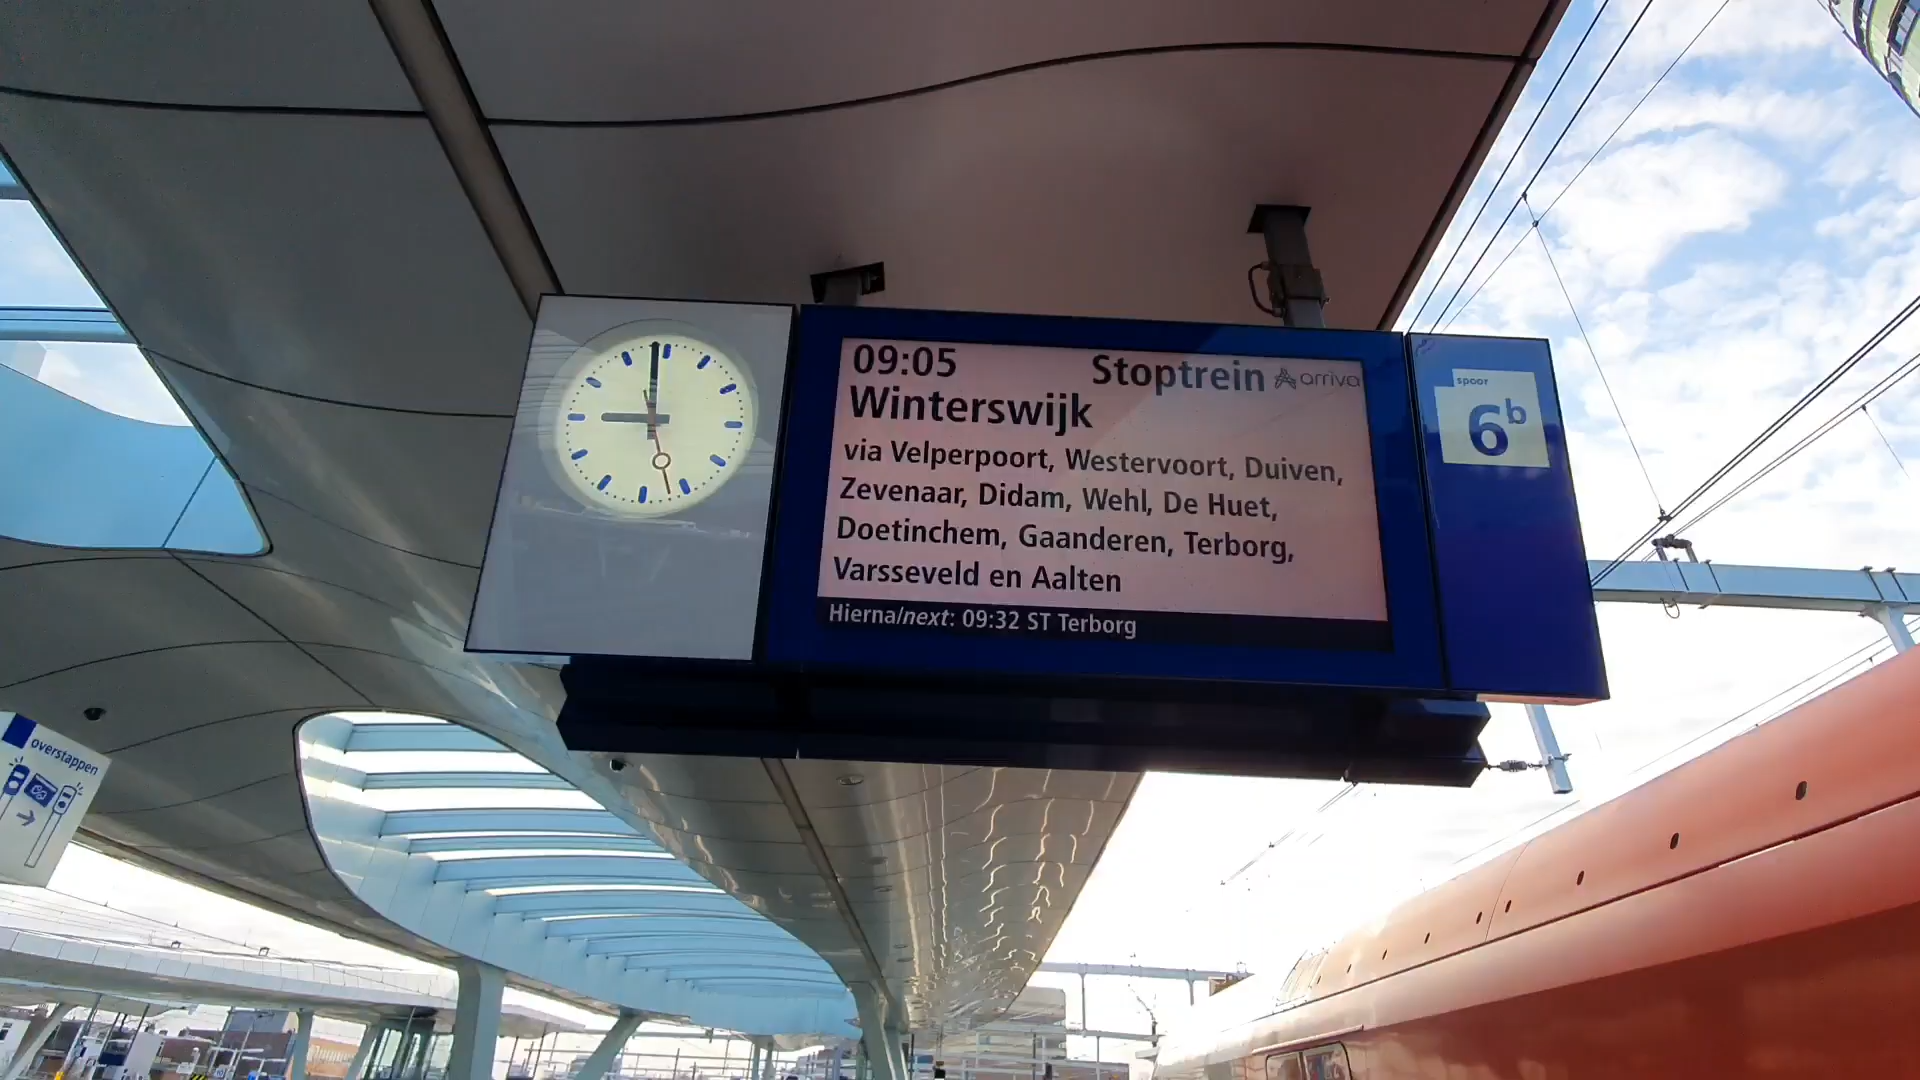 09:05
Stoptrein arriva
Winterswijk
via Velperpoort, Westervoort, Duiven,
Zevenaar, Didam, Wehl, De Huet,
Doetinchem, Gaanderen, Terborg,
Varsseveld en Aalten
Hierna/next: 09:32 ST Terborg
spoor
6b
overstappen